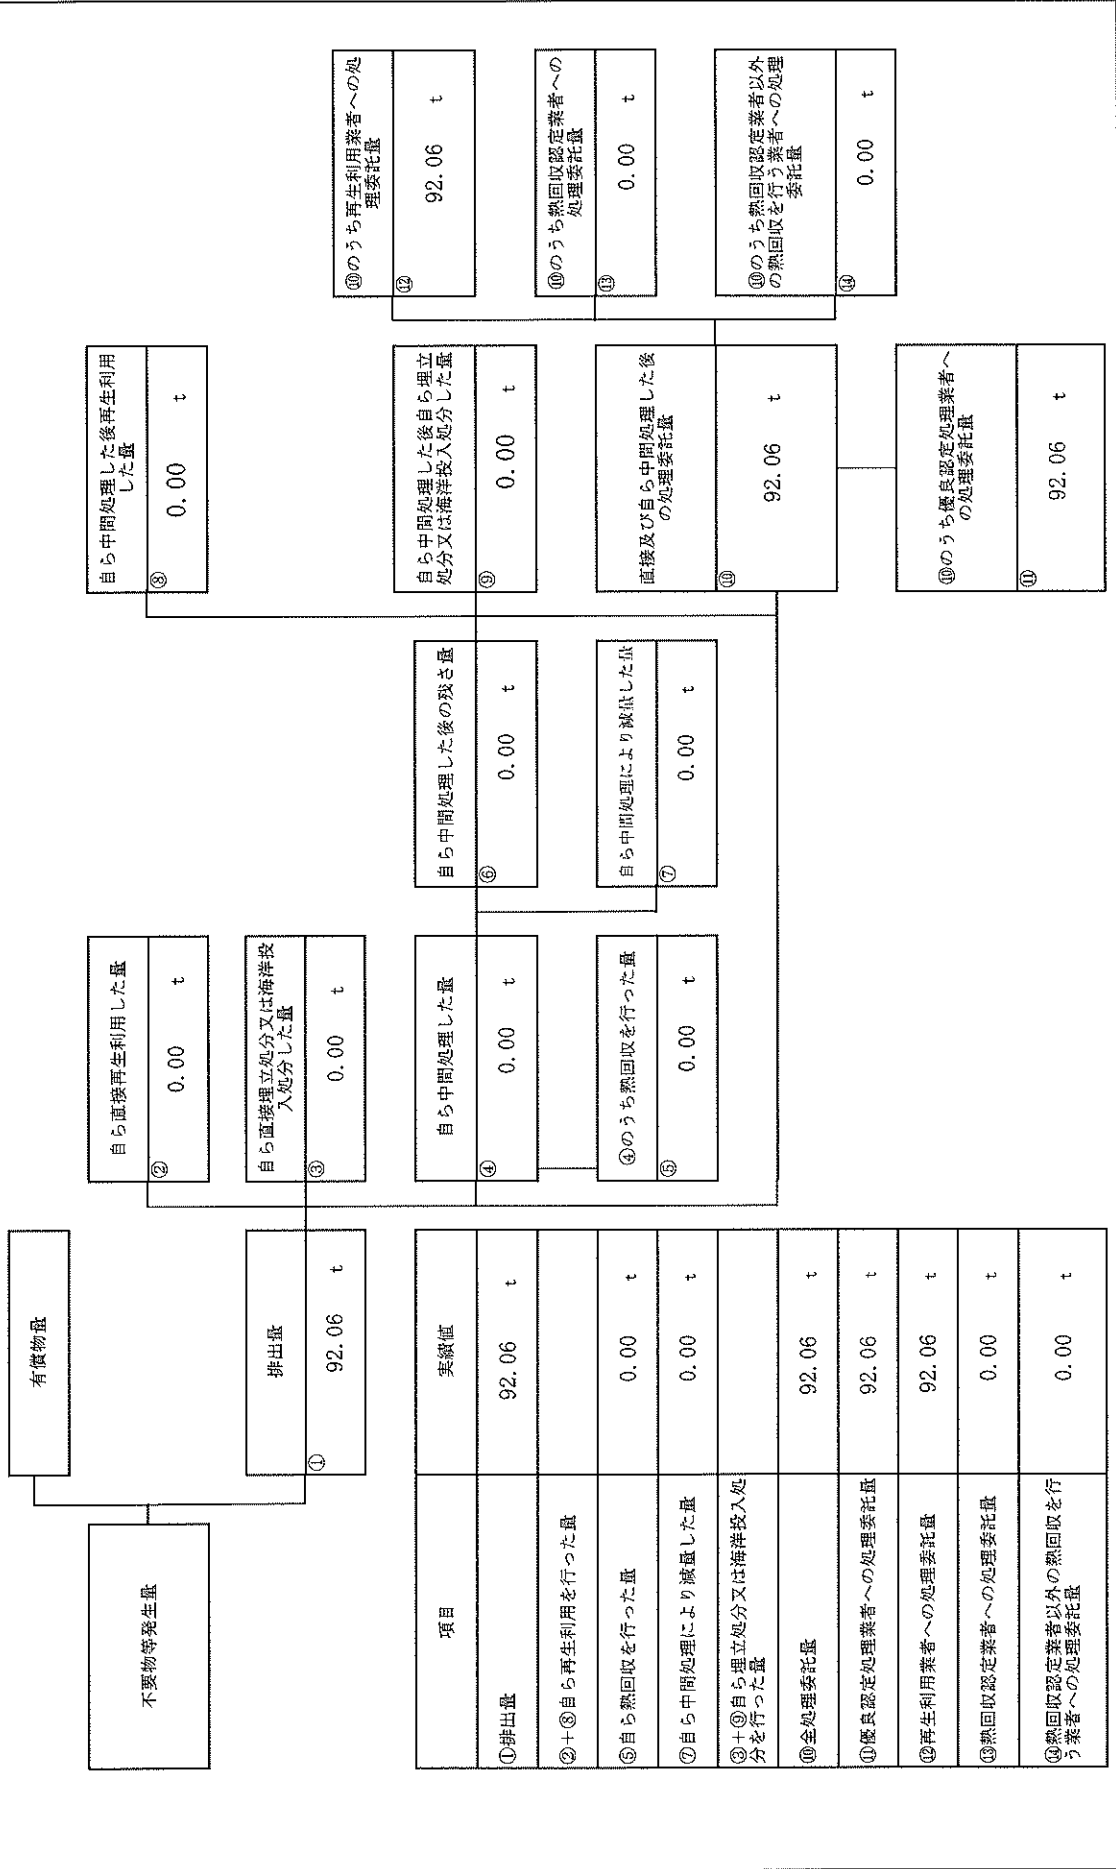 不要物等発生量
有償物量
排出量
①
92.06 t
自ら直接再生利用した量
②
0.00 t
自ら直接埋立処分又は海洋投
入処分した量
③
0.00 t
自ら中間処理した量
④
0.00 t
④のうち熱回収を行った量
⑤
0.00 t
自ら中間処理した後の残さ量
⑥
0.00 t
自ら中間処理により減量した量
⑦
0.00 t
自ら中間処理した後再生利用
した量
⑧
0.00 t
自ら中間処理した後自ら埋立
処分又は海洋投入処分した量
⑨
0.00 t
直接及び自ら中間処理した後
の処理委託量
⑩
92.06 t
⑩のうち優良認定処理業者へ
の処理委託量
⑪
92.06 t
⑩のうち再生利用業者への処
理委託量
⑫
92.06 t
⑩のうち熱回収認定業者への
処理委託量
⑬
0.00 t
⑩のうち熱回収認定業者以外
の熱回収を行う業者への処理
委託量
⑭
0.00 t
項目 実績値
①排出量 92.06 t
②+⑧自ら再生利用を行った量
⑤自ら熱回収を行った量 0.00 t
⑦自ら中間処理により減量した量 0.00 t
③+⑨自ら埋立処分又は海洋投入処
分を行った量
⑩全処理委託量 92.06 t
⑪優良認定処理業者への処理委託量 92.06 t
⑫再生利用業者への処理委託量 92.06 t
⑬熱回収認定業者への処理委託量 0.00 t
⑭熱回収認定業者以外の熱回収を行
う業者への処理委託量 0.00 t